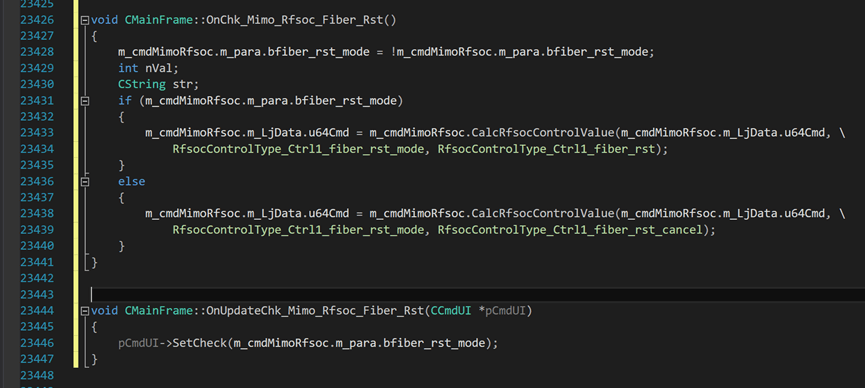 23425
23426 void CMainFrame::OnChk_Mimo_Rfsoc_Fiber_Rst()
23427 {
23428 m_cmdMimoRfsoc.m_para.bfiber_rst_mode = !m_cmdMimoRfsoc.m_para.bfiber_rst_mode;
23429 int nVal;
23430 CString str;
23431 if (m_cmdMimoRfsoc.m_para.bfiber_rst_mode)
23432 {
23433 m_cmdMimoRfsoc.m_LjData.u64Cmd = m_cmdMimoRfsoc.CalcRfsocControlValue(m_cmdMimoRfsoc.m_LjData.u64Cmd, \
23434 RfsocControlType_Ctrl1_fiber_rst_mode, RfsocControlType_Ctrl1_fiber_rst);
23435 }
23436 else
23437 {
23438 m_cmdMimoRfsoc.m_LjData.u64Cmd = m_cmdMimoRfsoc.CalcRfsocControlValue(m_cmdMimoRfsoc.m_LjData.u64Cmd, \
23439 RfsocControlType_Ctrl1_fiber_rst_mode, RfsocControlType_Ctrl1_fiber_rst_cancel);
23440 }
23441 }
23442
23443
23444 void CMainFrame::OnUpdateChk_Mimo_Rfsoc_Fiber_Rst(CCmdUI *pCmdUI)
23445 {
23446 pCmdUI->SetCheck(m_cmdMimoRfsoc.m_para.bfiber_rst_mode);
23447 }
23448